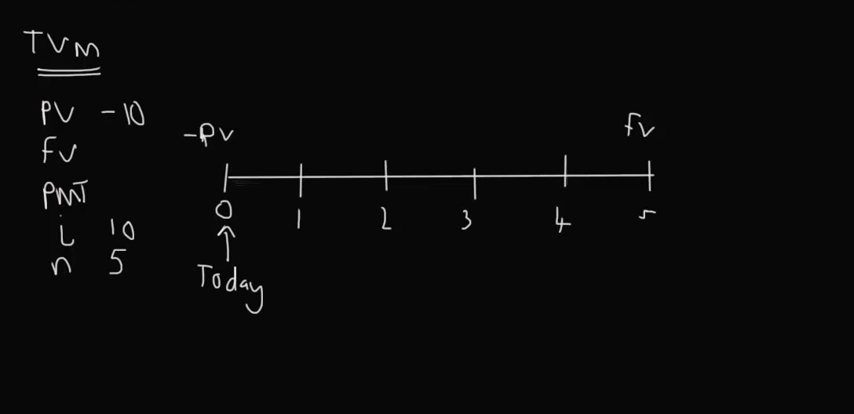 TVM
PV -10
FV
PMT
i 10
n 5
-PV FV
0 1 2 3 4 5
Today